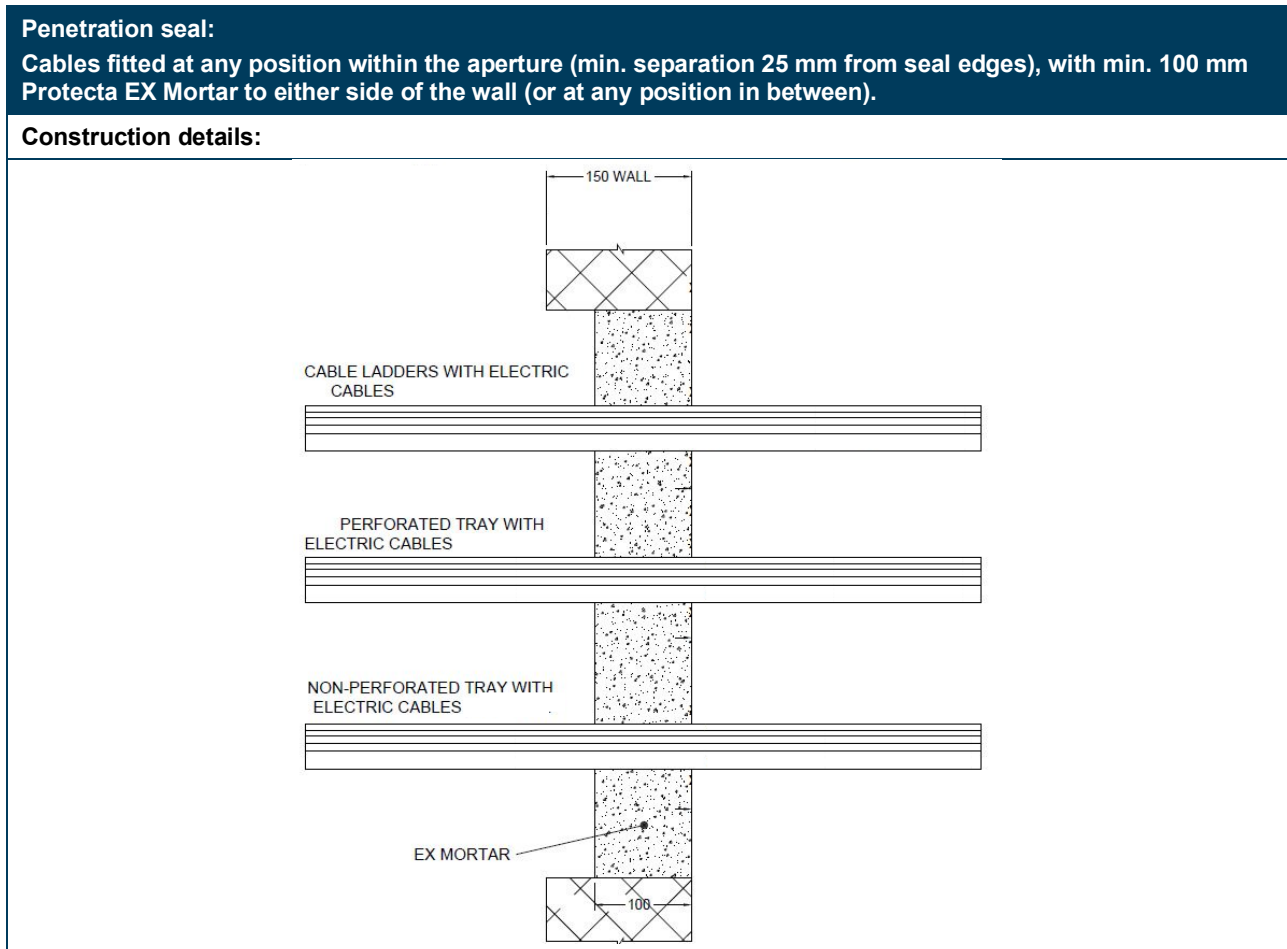 Penetration seal:
Cables fitted at any position within the aperture (min. separation 25 mm from seal edges), with min. 100 mm
Protecta EX Mortar to either side of the wall (or at any position in between).
Construction details:
150 WALL
CABLE LADDERS WITH ELECTRIC
CABLES
PERFORATED TRAY WITH
ELECTRIC CABLES
NON-PERFORATED TRAY WITH
ELECTRIC CABLES
EX MORTAR
100